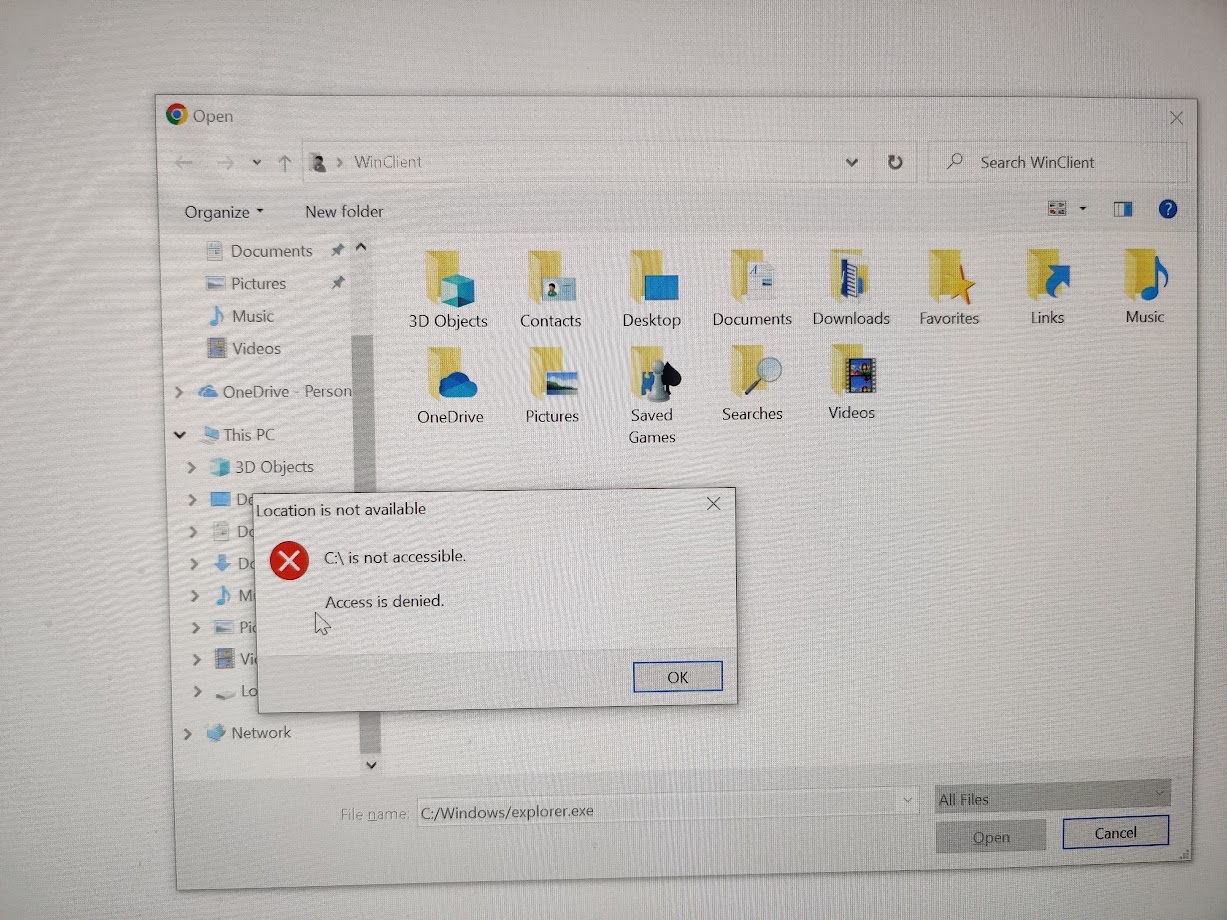 Open
WinClient
Search WinClient
Organize
New folder
Documents
Pictures
Music
Videos
OneDrive - Person
This PC
3D Objects
De
Do
Do
M
Pic
Vi
Lo
Network
3D Objects
Contacts
Desktop
Documents
Downloads
Favorites
Links
Music
OneDrive
Pictures
Saved
Games
Searches
Videos
Location is not available
C:\ is not accessible.
Access is denied.
OK
File name:
C:/Windows/explorer.exe
All Files
Open
Cancel